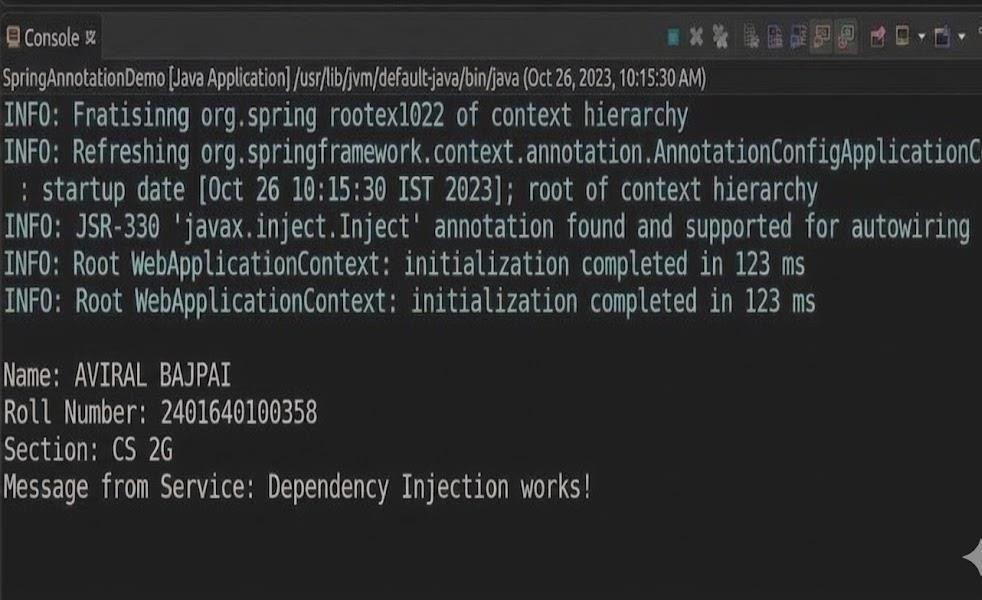 Console
SpringAnnotationDemo [Java Application] /usr/lib/jvm/default-java/bin/java (Oct 26, 2023, 10:15:30 AM)
INFO: Fratisinng org.spring rootex1022 of context hierarchy
INFO: Refreshing org.springframework.context.annotation.AnnotationConfigApplicationC
: startup date [Oct 26 10:15:30 IST 2023]; root of context hierarchy
INFO: JSR-330 'javax.inject.Inject' annotation found and supported for autowiring
INFO: Root WebApplicationContext: initialization completed in 123 ms
INFO: Root WebApplicationContext: initialization completed in 123 ms
Name: AVIRAL BAJPAI
Roll Number: 2401640100358
Section: CS 2G
Message from Service: Dependency Injection works!